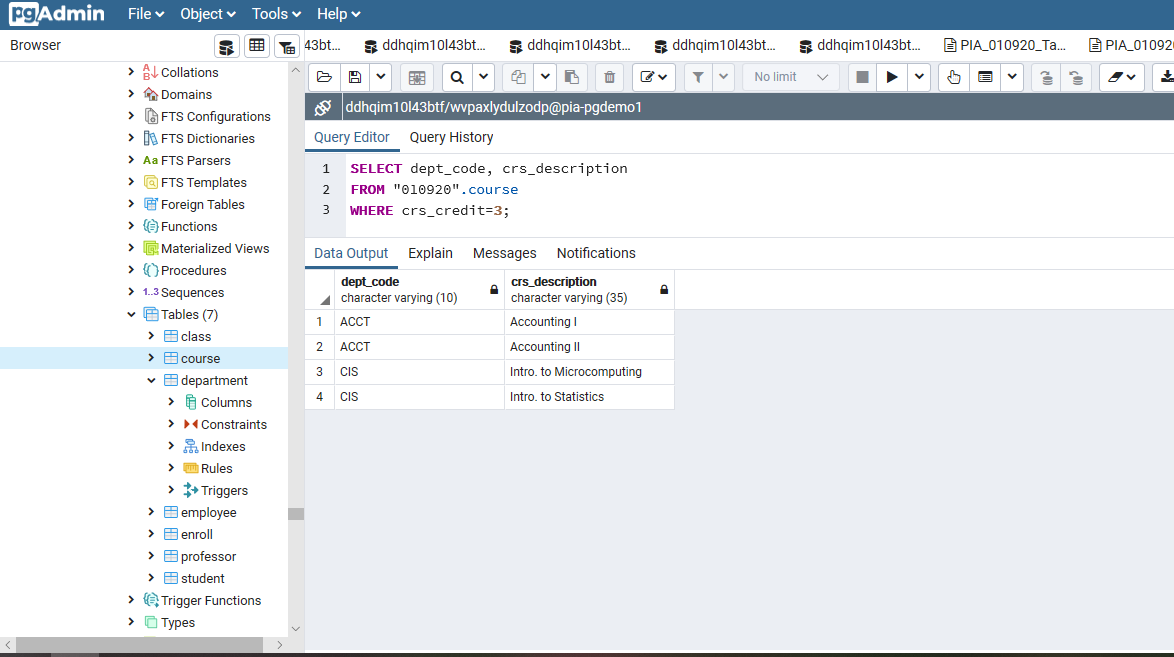 pgAdmin File Object Tools Help
Browser
43bt... ddhqim10l43bt... ddhqim10l43bt... ddhqim10l43bt... ddhqim10l43bt... PIA_010920_Ta... PIA_01092
No limit
ddhqim10l43btf/wvpaxlydulzodp@pia-pgdemo1
Query Editor Query History
1 SELECT dept_code, crs_description
2 FROM "010920".course
3 WHERE crs_credit=3;
Data Output Explain Messages Notifications
dept_code crs_description
character varying (10) character varying (35)
1 ACCT Accounting I
2 ACCT Accounting II
3 CIS Intro. to Microcomputing
4 CIS Intro. to Statistics
Collations
Domains
FTS Configurations
FTS Dictionaries
Aa FTS Parsers
FTS Templates
Foreign Tables
Functions
Materialized Views
Procedures
1..3 Sequences
Tables (7)
class
course
department
Columns
Constraints
Indexes
Rules
Triggers
employee
enroll
professor
student
Trigger Functions
Types